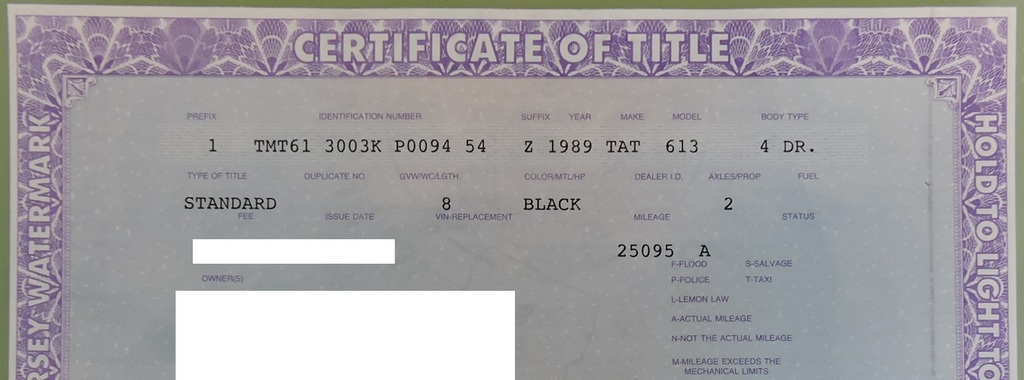 CERTIFICATE OF TITLE
RSEY WATERMARK
HOLD TO LIGHT TO
PREFIX IDENTIFICATION NUMBER SUFFIX YEAR MAKE MODEL BODY TYPE
1 TMT61 3003K P0094 54 Z 1989 TAT 613 4 DR.
TYPE OF TITLE DUPLICATE NO GVW/WC/LGTH. COLOR/MTL/HP DEALER I.D. AXLES/PROP FUEL
STANDARD 8 BLACK 2
FEE ISSUE DATE VIN-REPLACEMENT MILEAGE STATUS
25095 A
F-FLOOD S-SALVAGE
OWNER(S) P-POLICE T-TAXI
L-LEMON LAW
A-ACTUAL MILEAGE
N-NOT THE ACTUAL MILEAGE
M-MILEAGE EXCEEDS THE
MECHANICAL LIMITS